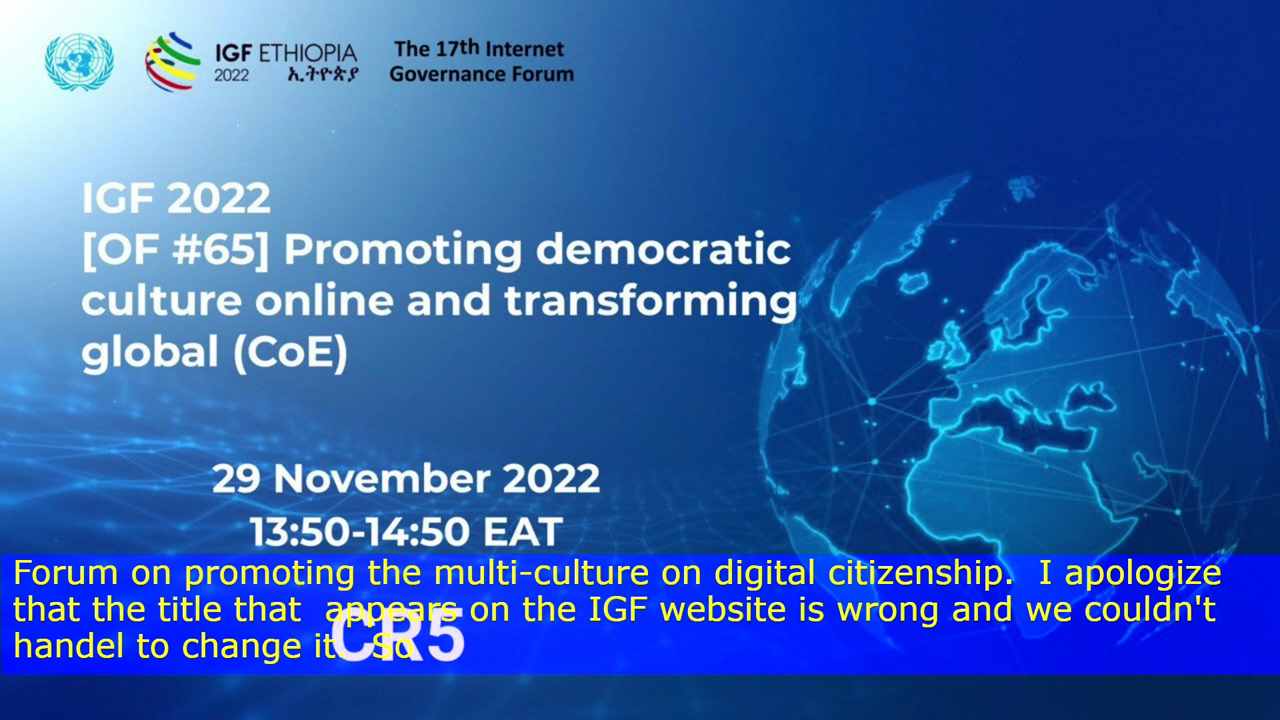 IGF ETHIOPIA
2022 ኢትዮጵያ
The 17th Internet
Governance Forum
IGF 2022
[OF #65] Promoting democratic
culture online and transforming
global (CoE)
29 November 2022
13:50-14:50 EAT
CR5
Forum on promoting the multi-culture on digital citizenship.  I apologize
that the title that  appears on the IGF website is wrong and we couldn't
handel to change it.  So